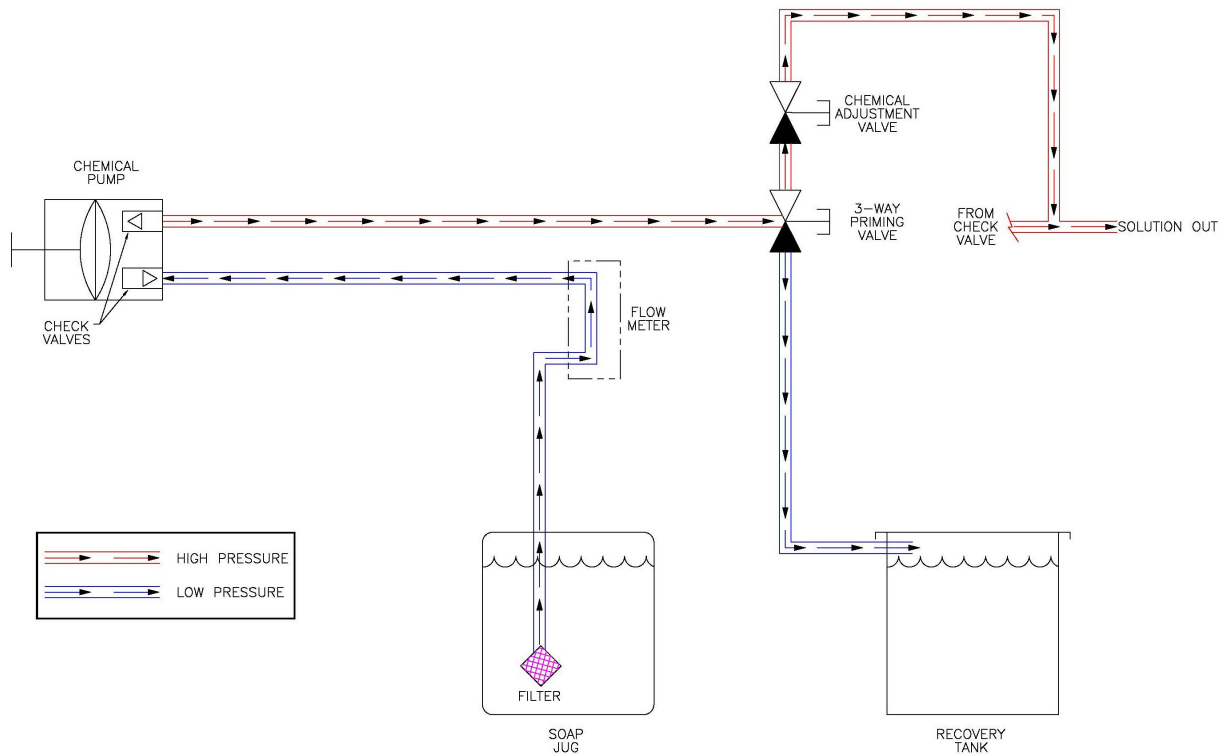 CHEMICAL
ADJUSTMENT
VALVE
CHEMICAL
PUMP
3-WAY
PRIMING
VALVE
FROM
CHECK
VALVE
SOLUTION OUT
CHECK
VALVES
FLOW
METER
HIGH PRESSURE
LOW PRESSURE
FILTER
SOAP
JUG
RECOVERY
TANK